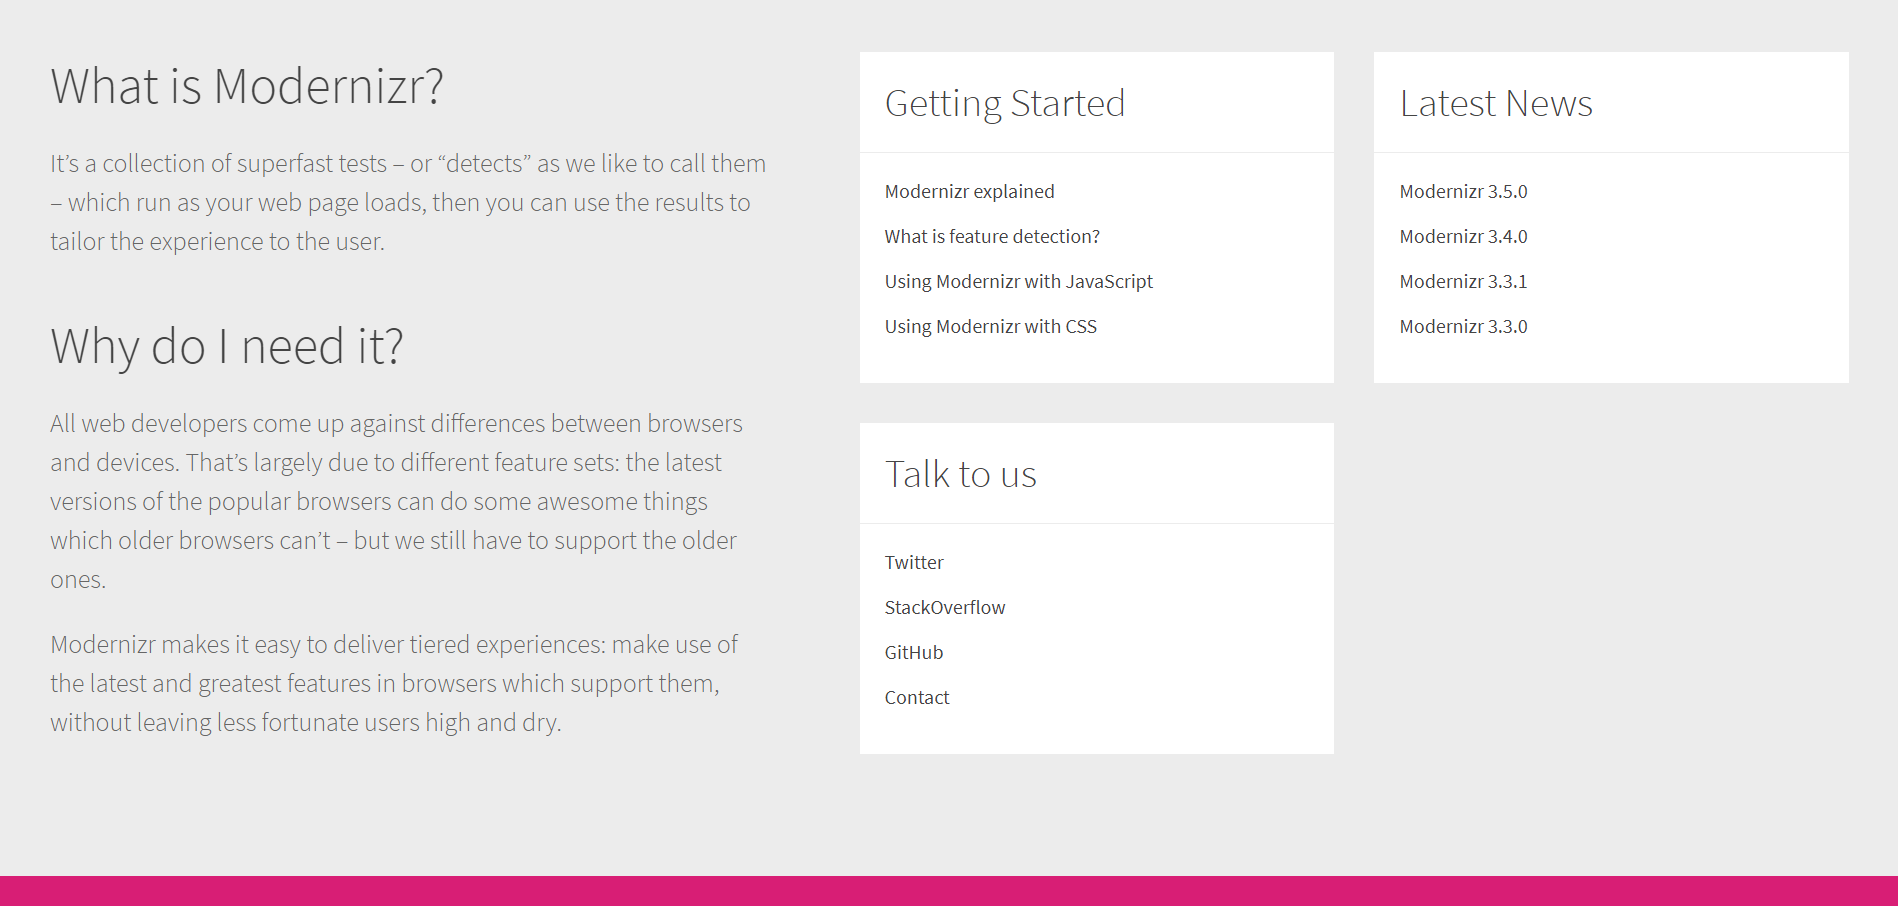 What is Modernizr?
It’s a collection of superfast tests – or “detects” as we like to call them
– which run as your web page loads, then you can use the results to
tailor the experience to the user.
Why do I need it?
All web developers come up against differences between browsers
and devices. That’s largely due to different feature sets: the latest
versions of the popular browsers can do some awesome things
which older browsers can’t – but we still have to support the older
ones.
Modernizr makes it easy to deliver tiered experiences: make use of
the latest and greatest features in browsers which support them,
without leaving less fortunate users high and dry.
Getting Started
Modernizr explained
What is feature detection?
Using Modernizr with JavaScript
Using Modernizr with CSS
Latest News
Modernizr 3.5.0
Modernizr 3.4.0
Modernizr 3.3.1
Modernizr 3.3.0
Talk to us
Twitter
StackOverflow
GitHub
Contact